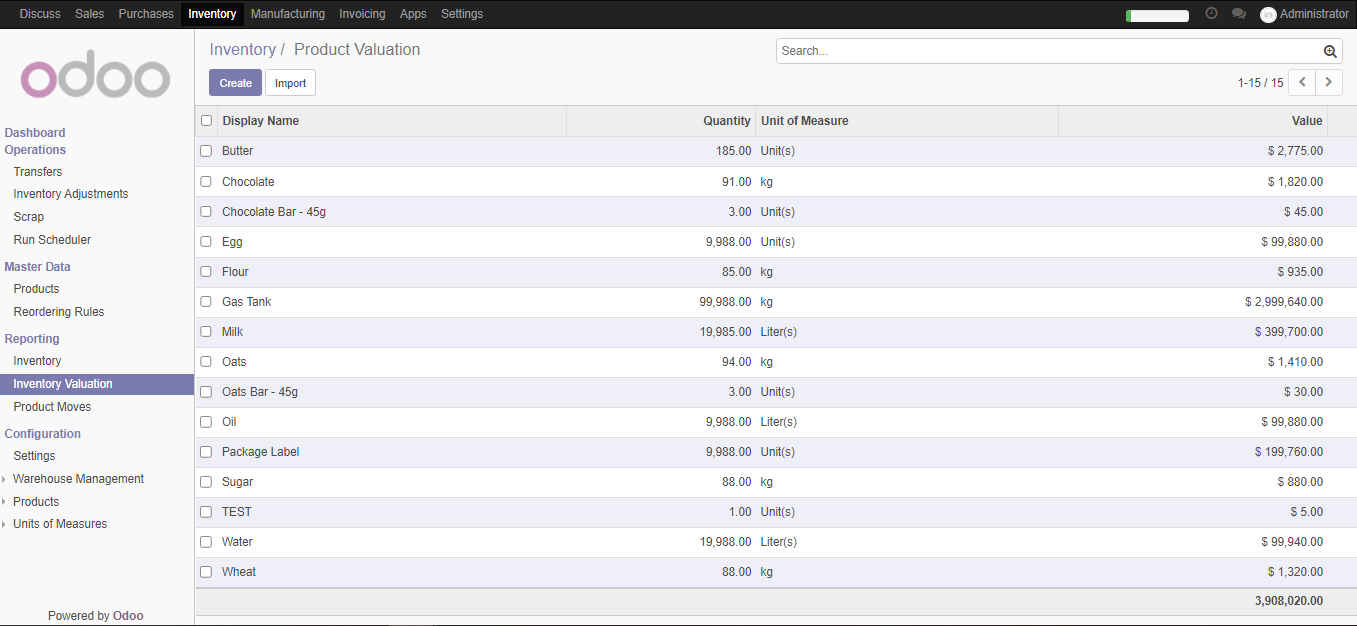 Discuss Sales Purchases Inventory Manufacturing Invoicing Apps Settings Administrator
odoo
Dashboard
Operations
Transfers
Inventory Adjustments
Scrap
Run Scheduler
Master Data
Products
Reordering Rules
Reporting
Inventory
Inventory Valuation
Product Moves
Configuration
Settings
Warehouse Management
Products
Units of Measures
Powered by Odoo
Inventory / Product Valuation
Search...
Create Import
1-15 / 15
Display Name Quantity Unit of Measure Value
Butter 185.00 Unit(s) $ 2,775.00
Chocolate 91.00 kg $ 1,820.00
Chocolate Bar - 45g 3.00 Unit(s) $ 45.00
Egg 9,988.00 Unit(s) $ 99,880.00
Flour 85.00 kg $ 935.00
Gas Tank 99,988.00 kg $ 2,999,640.00
Milk 19,985.00 Liter(s) $ 399,700.00
Oats 94.00 kg $ 1,410.00
Oats Bar - 45g 3.00 Unit(s) $ 30.00
Oil 9,988.00 Liter(s) $ 99,880.00
Package Label 9,988.00 Unit(s) $ 199,760.00
Sugar 88.00 kg $ 880.00
TEST 1.00 Unit(s) $ 5.00
Water 19,988.00 Liter(s) $ 99,940.00
Wheat 88.00 kg $ 1,320.00
3,908,020.00